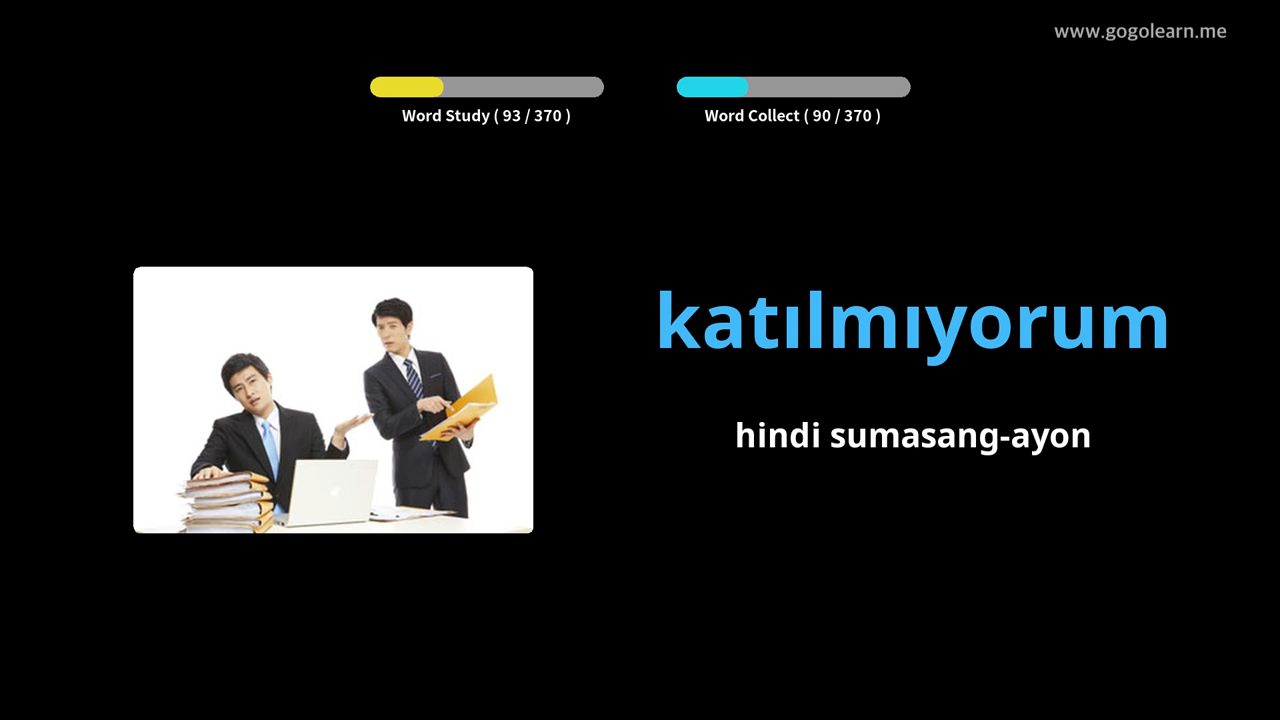 www.gogolearn.me
Word Study ( 93 / 370 )
Word Collect ( 90 / 370 )
katılmıyorum
hindi sumasang-ayon